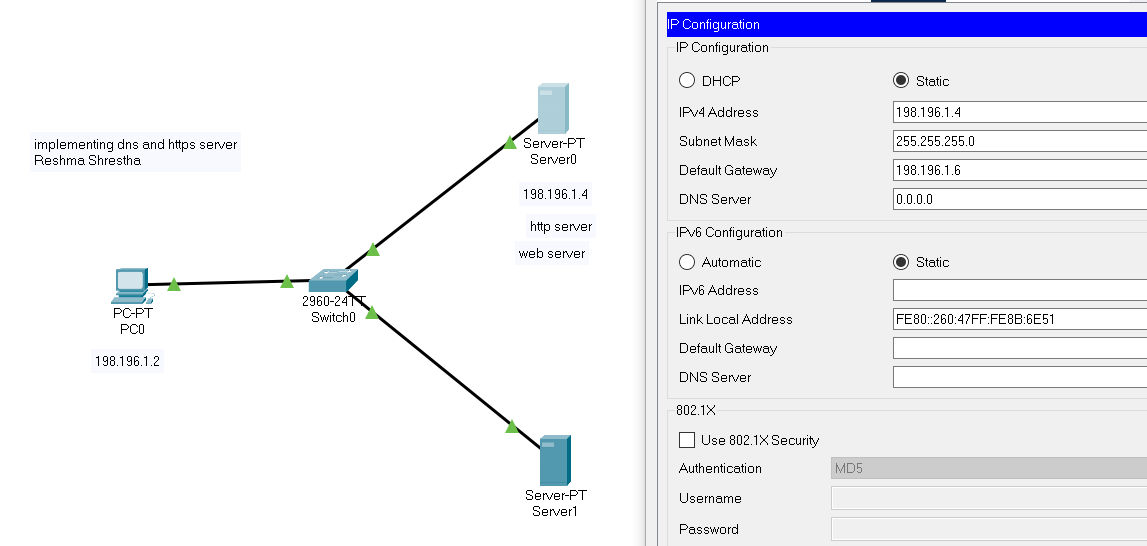 implementing dns and https server
Reshma Shrestha
Server-PT
Server0
198.196.1.4
http server
web server
2960-24TT
Switch0
PC-PT
PC0
198.196.1.2
Server-PT
Server1
IP Configuration
IP Configuration
DHCP
Static
IPv4 Address
198.196.1.4
Subnet Mask
255.255.255.0
Default Gateway
198.196.1.6
DNS Server
0.0.0.0
IPv6 Configuration
Automatic
Static
IPv6 Address
Link Local Address
FE80::260:47FF:FE8B:6E51
Default Gateway
DNS Server
802.1X
Use 802.1X Security
Authentication
MD5
Username
Password